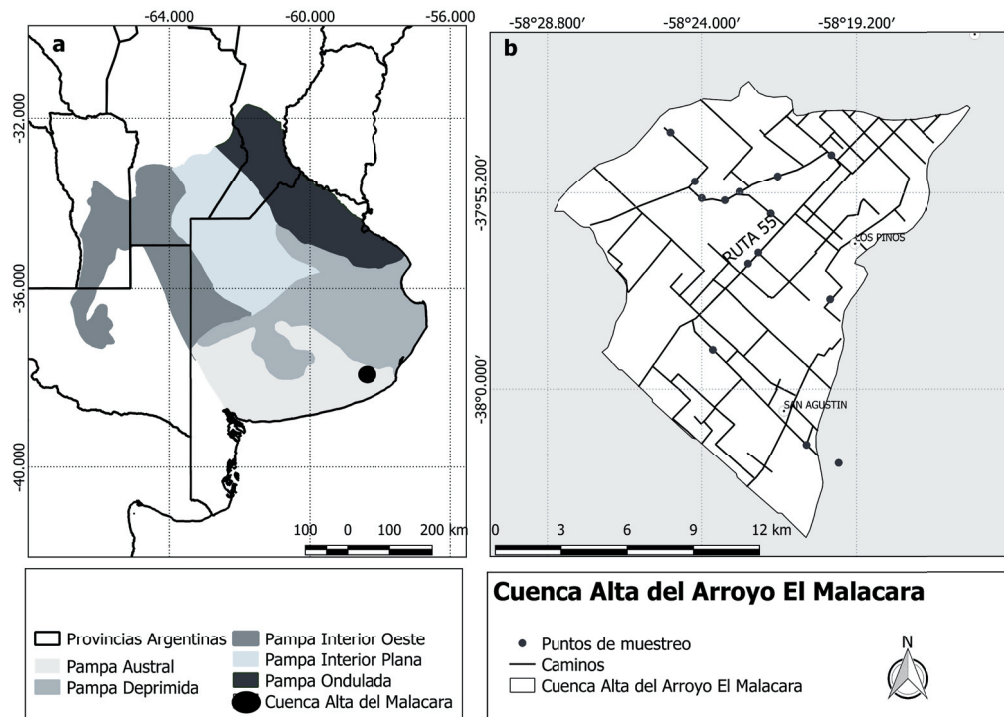 -64.000 -60.000 -56.000
a
-32.000
-36.000
-40.000
100 0 100 200 km
Provincias Argentinas
Pampa Austral
Pampa Deprimida
Pampa Interior Oeste
Pampa Interior Plana
Pampa Ondulada
Cuenca Alta del Malacara
-58°28.800' -58°24.000' -58°19.200'
b
-37°55.200'
RUTA 55
LOS PINOS
-38°0.000'
SAN AGUSTIN
0 3 6 9 12 km
Cuenca Alta del Arroyo El Malacara
Puntos de muestreo
Caminos
Cuenca Alta del Arroyo El Malacara
N